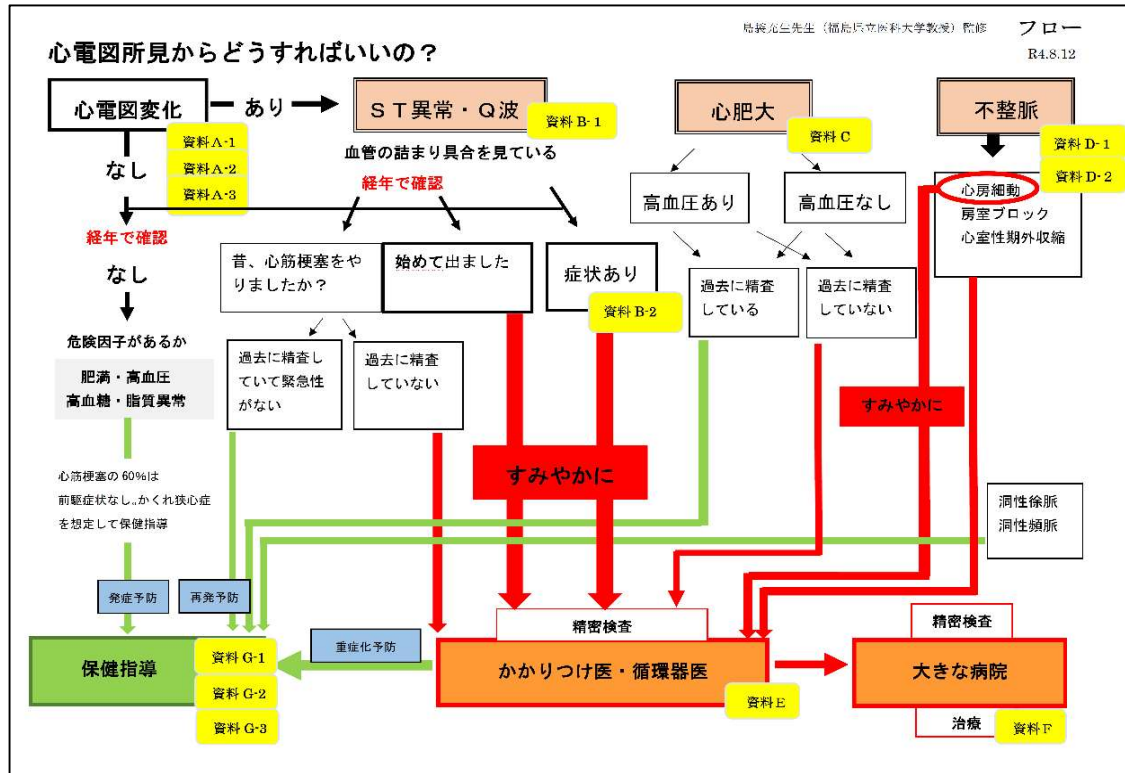 島袋充生先生（福島県立医科大学教授）監修
フロー
R4.8.12
心電図所見からどうすればいいの？
心電図変化
あり
ＳＴ異常・Ｑ波
心肥大
不整脈
資料 A-1
資料 A-2
資料 A-3
資料 B-1
資料 C
資料 D-1
資料 D-2
なし
血管の詰まり具合を見ている
経年で確認
経年で確認
高血圧あり
高血圧なし
心房細動
房室ブロック
心室性期外収縮
なし
昔、心筋梗塞をや
りましたか？
始めて出ました
症状あり
資料 B-2
過去に精査
している
過去に精査
していない
危険因子があるか
肥満・高血圧
高血糖・脂質異常
過去に精査し
ていて緊急性
がない
過去に精査
していない
すみやかに
すみやかに
心筋梗塞の 60％は
前駆症状なし。かくれ狭心症
を想定して保健指導
洞性徐脈
洞性頻脈
発症予防
再発予防
重症化予防
精密検査
精密検査
保健指導
資料 G-1
資料 G-2
資料 G-3
かかりつけ医・循環器医
資料 E
大きな病院
治療
資料 F